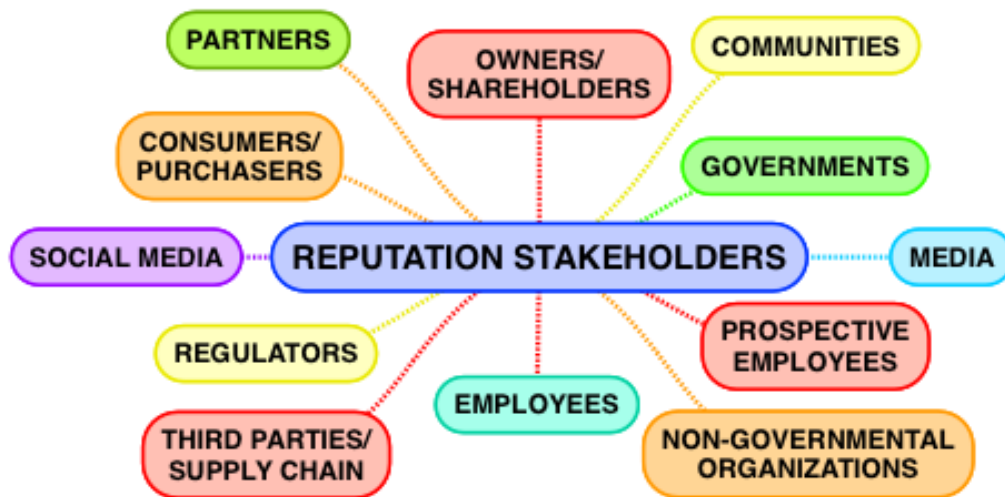 PARTNERS
OWNERS/
SHAREHOLDERS
COMMUNITIES
CONSUMERS/
PURCHASERS
GOVERNMENTS
SOCIAL MEDIA
REPUTATION STAKEHOLDERS
MEDIA
REGULATORS
PROSPECTIVE
EMPLOYEES
EMPLOYEES
THIRD PARTIES/
SUPPLY CHAIN
NON-GOVERNMENTAL
ORGANIZATIONS